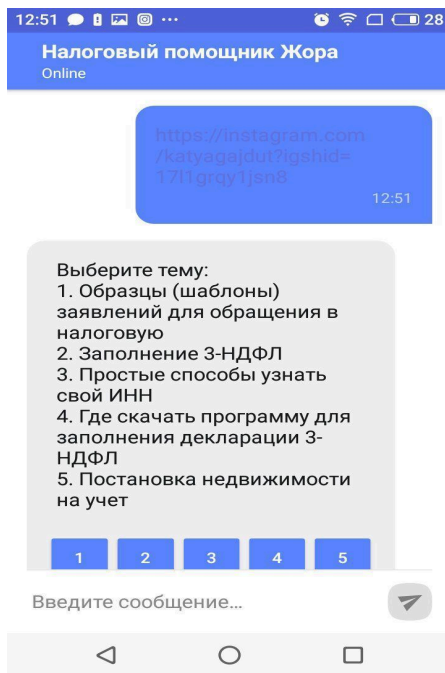 12:51 28
Налоговый помощник Жора
Online
https://instagram.com
/katyagajdut?igshid=
17l1grqy1jsn8
12:51
Выберите тему:
1. Образцы (шаблоны)
заявлений для обращения в
налоговую
2. Заполнение 3-НДФЛ
3. Простые способы узнать
свой ИНН
4. Где скачать программу для
заполнения декларации 3-
НДФЛ
5. Постановка недвижимости
на учет
1 2 3 4 5
Введите сообщение...